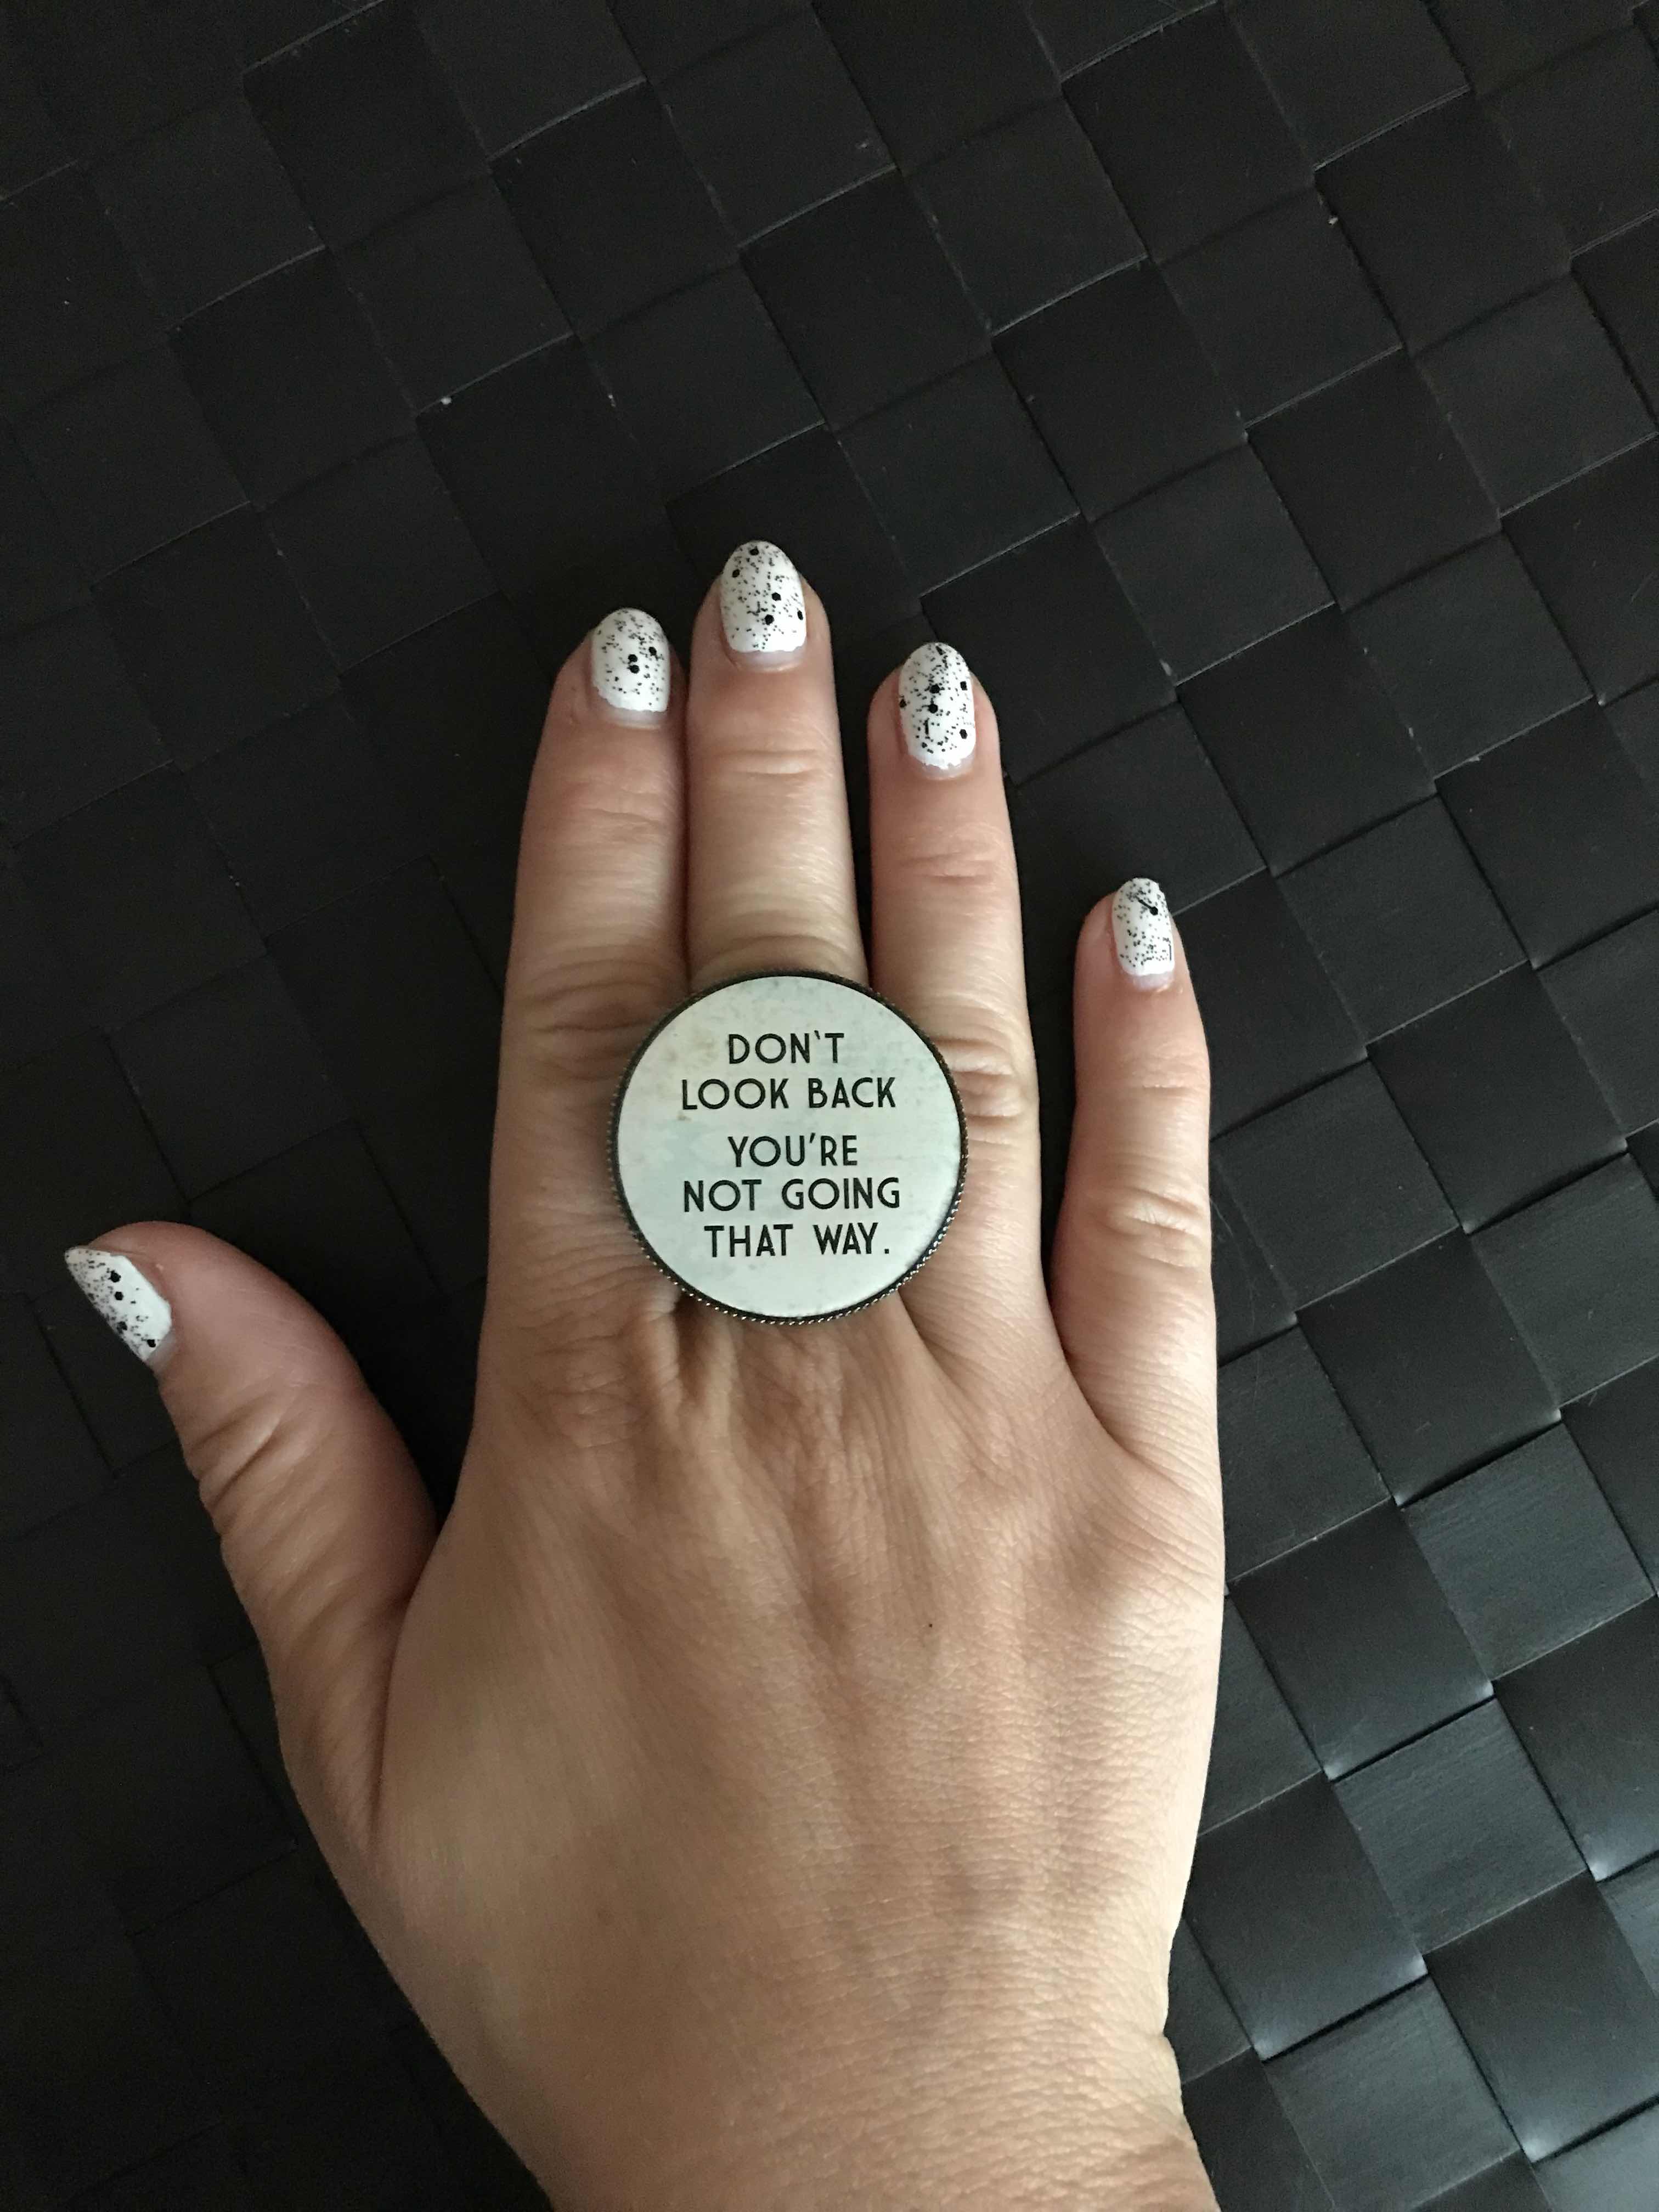 DON'T
LOOK BACK
YOU'RE
NOT GOING
THAT WAY.